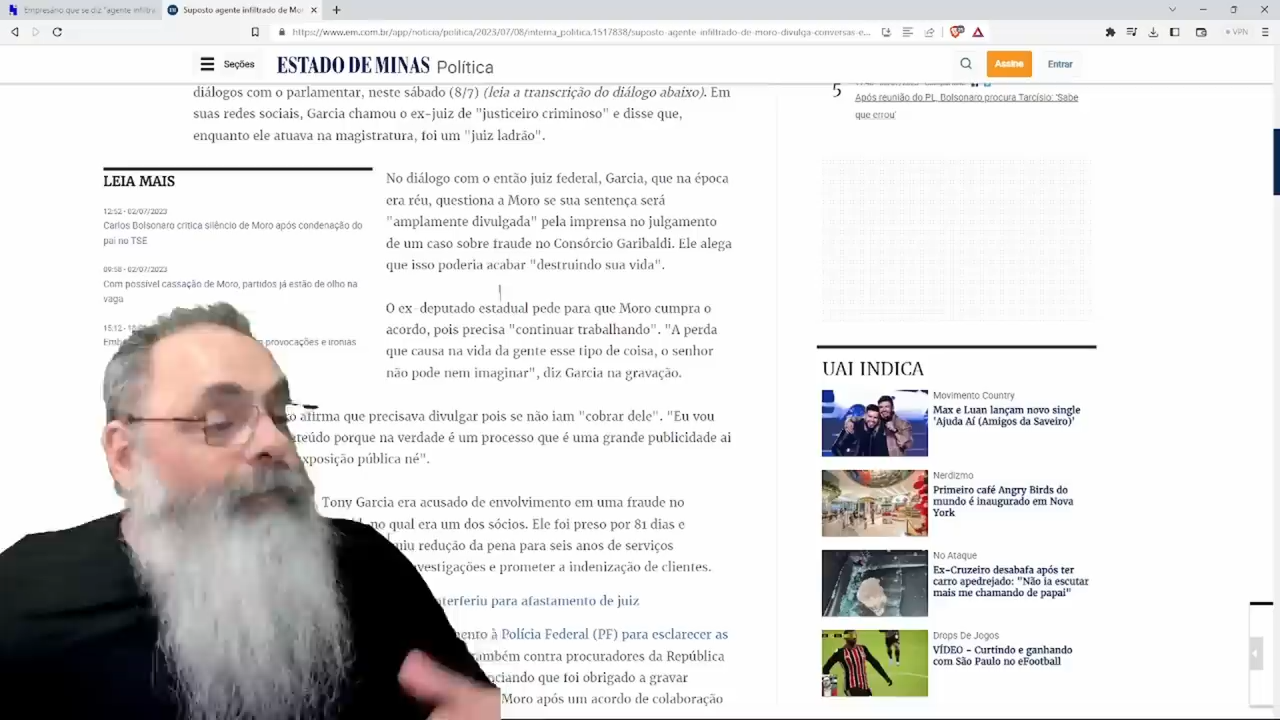 Empresário que se diz "agente infiltra
Suposto agente infiltrado de Mor
https://www.em.com.br/app/noticia/politica/2023/07/08/interna_politica,1517838/suposto-agente-infiltrado-de-moro-divulga-conversas-e...
VPN
Seções
ESTADO DE MINAS Política
Assine
Entrar
diálogos com parlamentar, neste sábado (8/7) (leia a transcrição do diálogo abaixo). Em
suas redes sociais, Garcia chamou o ex-juiz de "justiceiro criminoso" e disse que,
enquanto ele atuava na magistratura, foi um "juiz ladrão".
LEIA MAIS
12:52 - 02/07/2023
Carlos Bolsonaro critica silêncio de Moro após condenação do
pai no TSE
09:58 - 02/07/2023
Com possível cassação de Moro, partidos já estão de olho na
vaga
15:12
provocações e ironias
No diálogo com o então juiz federal, Garcia, que na época
era réu, questiona a Moro se sua sentença será
"amplamente divulgada" pela imprensa no julgamento
de um caso sobre fraude no Consórcio Garibaldi. Ele alega
que isso poderia acabar "destruindo sua vida".
O ex-deputado estadual pede para que Moro cumpra o
acordo, pois precisa "continuar trabalhando". "A perda
que causa na vida da gente esse tipo de coisa, o senhor
não pode nem imaginar", diz Garcia na gravação.
afirma que precisava divulgar pois se não iam "cobrar dele". "Eu vou
porque na verdade é um processo que é uma grande publicidade aí
pública né".
Tony Garcia era acusado de envolvimento em uma fraude no
no qual era um dos sócios. Ele foi preso por 81 dias e
redução da pena para seis anos de serviços
e prometer a indenização de clientes.
para afastamento de juiz
à Polícia Federal (PF) para esclarecer as
também contra procuradores da República
que foi obrigado a gravar
Moro após um acordo de colaboração
5
Após reunião do PL, Bolsonaro procura Tarcísio: 'Sabe
que errou'
UAI INDICA
Movimento Country
Max e Luan lançam novo single
'Ajuda Aí (Amigos da Saveiro)'
Nerdizmo
Primeiro café Angry Birds do
mundo é inaugurado em Nova
York
No Ataque
Ex-Cruzeiro desabafa após ter
carro apedrejado: "Não ia escutar
mais me chamando de papai"
Drops De Jogos
VÍDEO - Curtindo e ganhando
com São Paulo no eFootball